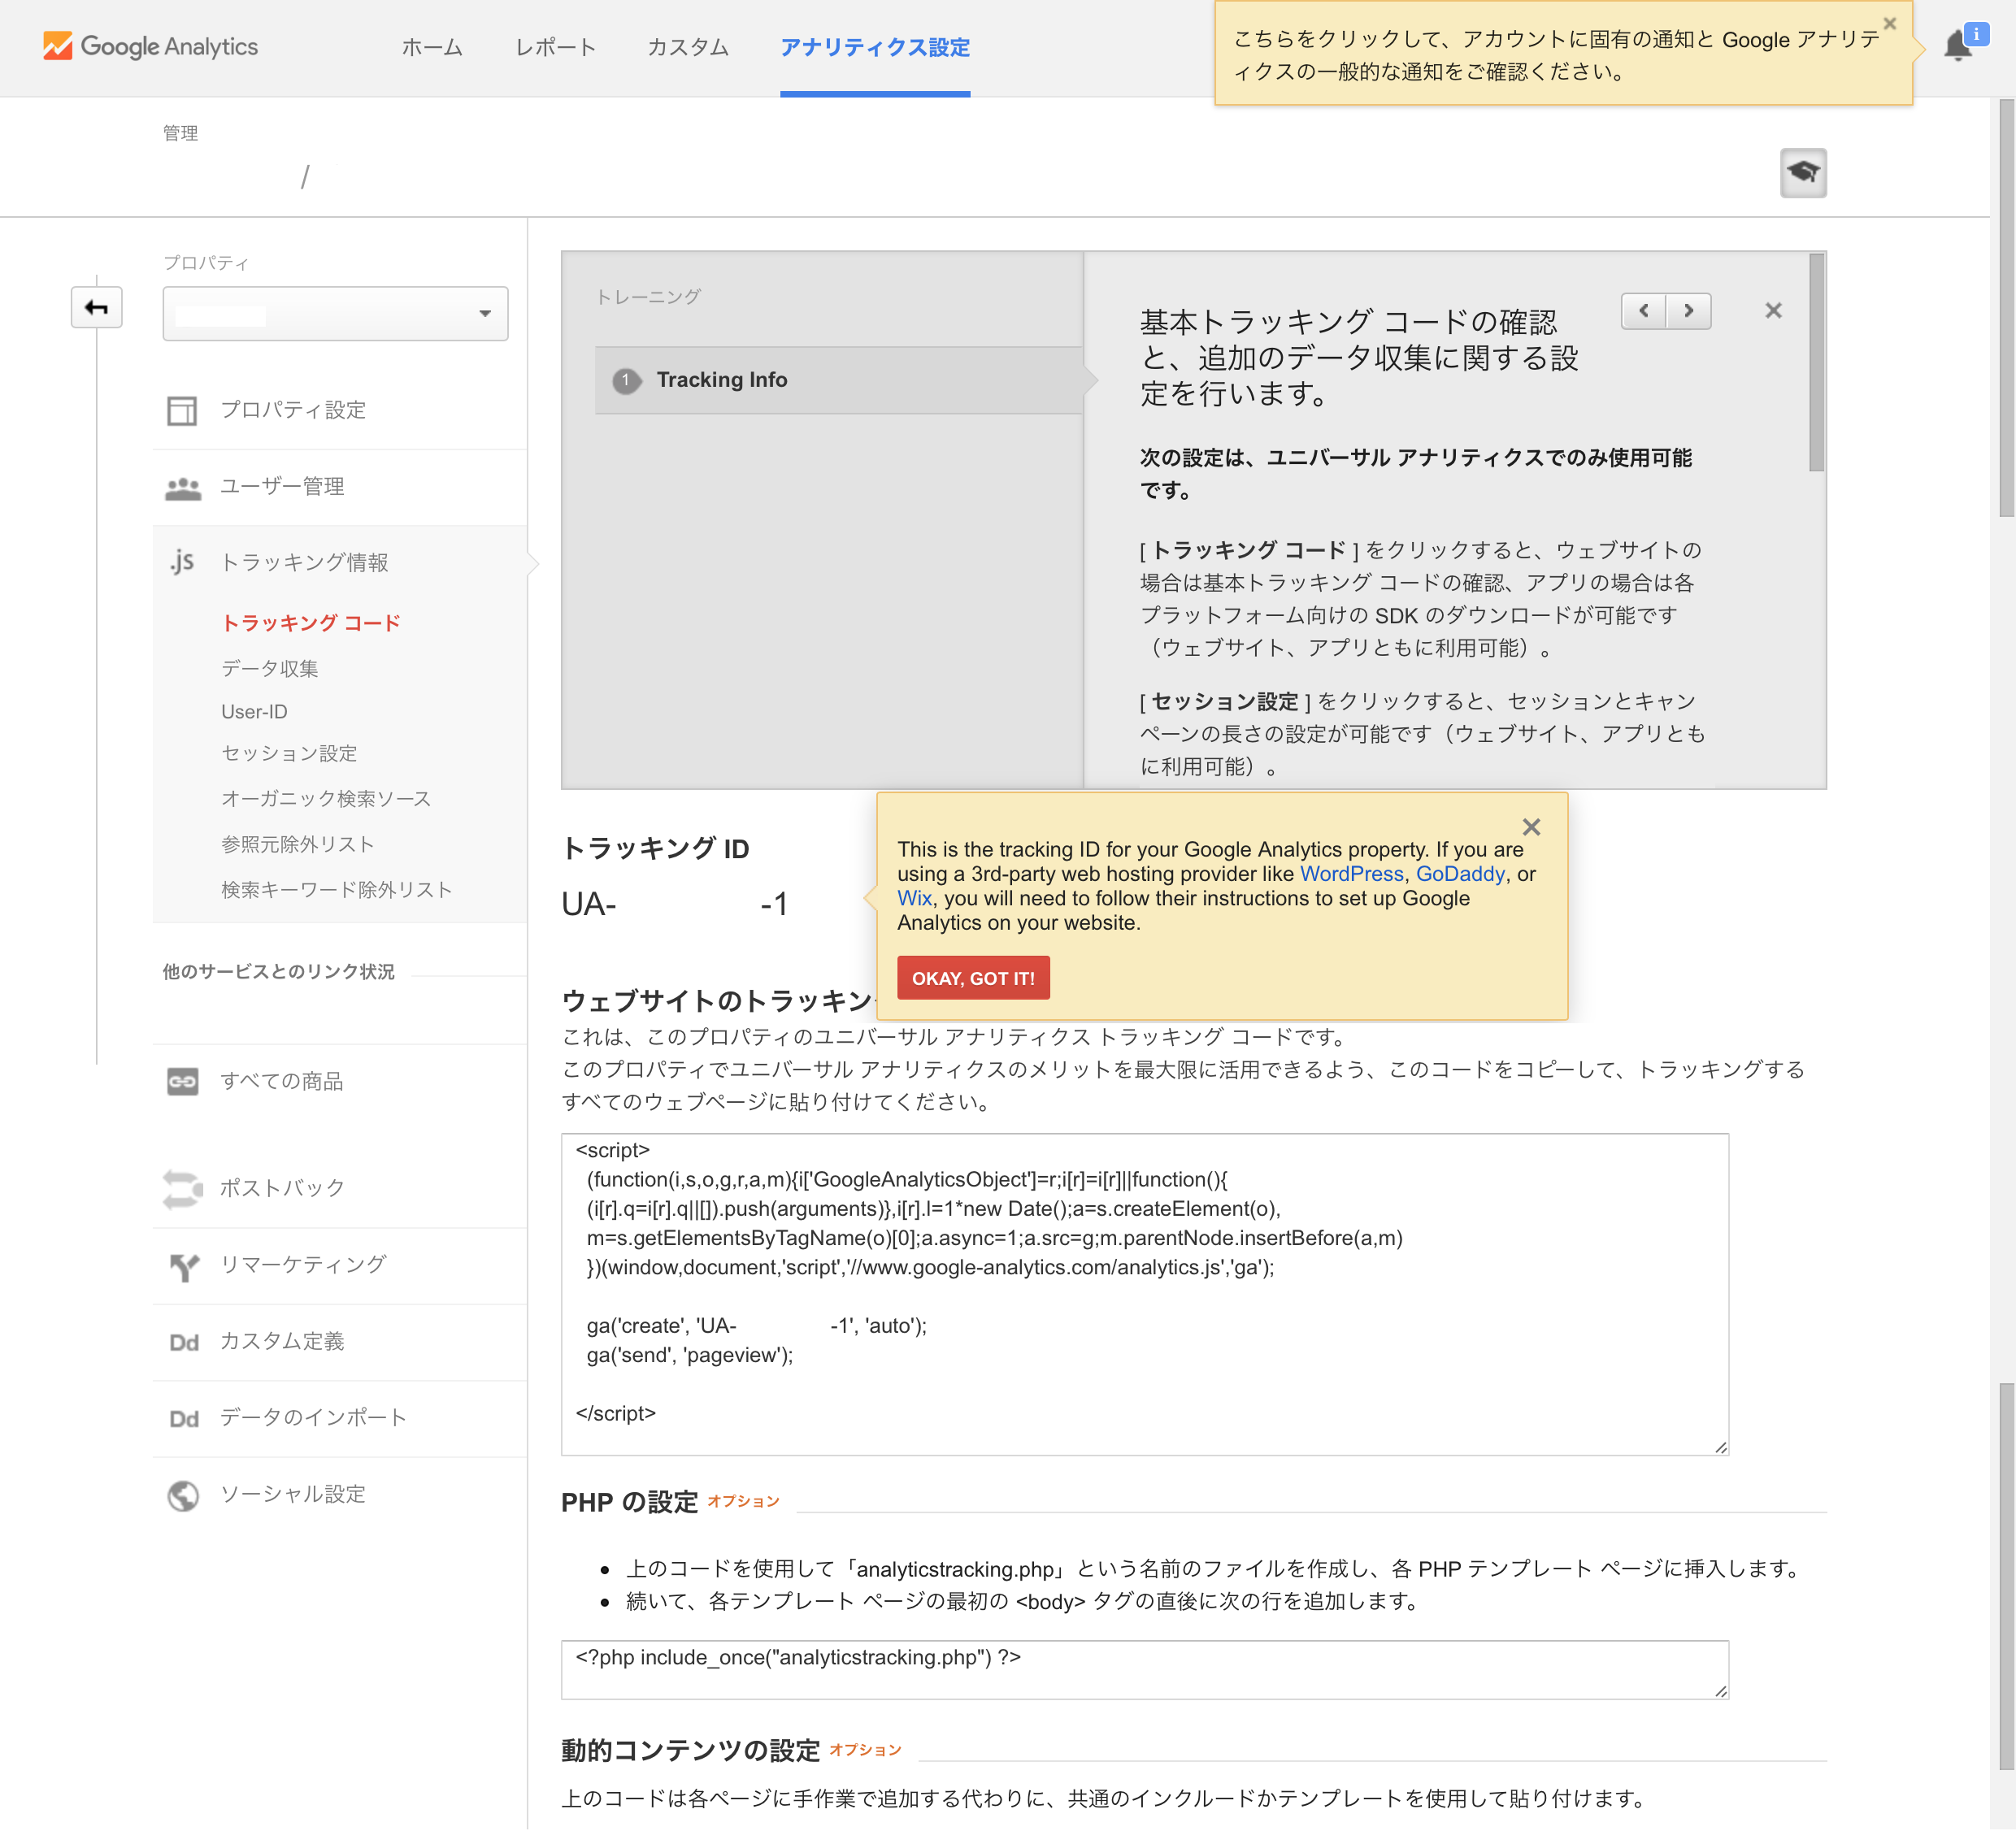 Google Analytics
ホーム
レポート
カスタム
アナリティクス設定
こちらをクリックして、アカウントに固有の通知と Google アナリテ
ィクスの一般的な通知をご確認ください。
×
i
管理
/
プロパティ
プロパティ設定
ユーザー管理
.js トラッキング情報
トラッキング コード
データ収集
User-ID
セッション設定
オーガニック検索ソース
参照元除外リスト
検索キーワード除外リスト
他のサービスとのリンク状況
すべての商品
ポストバック
リマーケティング
Dd カスタム定義
Dd データのインポート
ソーシャル設定
トレーニング
1 Tracking Info
基本トラッキング コードの確認
と、追加のデータ収集に関する設
定を行います。
次の設定は、ユニバーサル アナリティクスでのみ使用可能
です。
[ トラッキング コード ] をクリックすると、ウェブサイトの
場合は基本トラッキング コードの確認、アプリの場合は各
プラットフォーム向けの SDK のダウンロードが可能です
（ウェブサイト、アプリともに利用可能）。
[ セッション設定 ] をクリックすると、セッションとキャン
ペーンの長さの設定が可能です（ウェブサイト、アプリとも
に利用可能）。
トラッキング ID
UA- -1
This is the tracking ID for your Google Analytics property. If you are
using a 3rd-party web hosting provider like WordPress, GoDaddy, or
Wix, you will need to follow their instructions to set up Google
Analytics on your website.
OKAY, GOT IT!
ウェブサイトのトラッキン
これは、このプロパティのユニバーサル アナリティクス トラッキング コードです。
このプロパティでユニバーサル アナリティクスのメリットを最大限に活用できるよう、このコードをコピーして、トラッキングする
すべてのウェブページに貼り付けてください。
<script>
(function(i,s,o,g,r,a,m){i['GoogleAnalyticsObject']=r;i[r]=i[r]||function(){
(i[r].q=i[r].q||[]).push(arguments)},i[r].l=1*new Date();a=s.createElement(o),
m=s.getElementsByTagName(o)[0];a.async=1;a.src=g;m.parentNode.insertBefore(a,m)
})(window,document,'script','//www.google-analytics.com/analytics.js','ga');
ga('create', 'UA- -1', 'auto');
ga('send', 'pageview');
</script>
PHP の設定 オプション
• 上のコードを使用して「analyticstracking.php」という名前のファイルを作成し、各 PHP テンプレート ページに挿入します。
• 続いて、各テンプレート ページの最初の <body> タグの直後に次の行を追加します。
<?php include_once("analyticstracking.php") ?>
動的コンテンツの設定 オプション
上のコードは各ページに手作業で追加する代わりに、共通のインクルードかテンプレートを使用して貼り付けます。